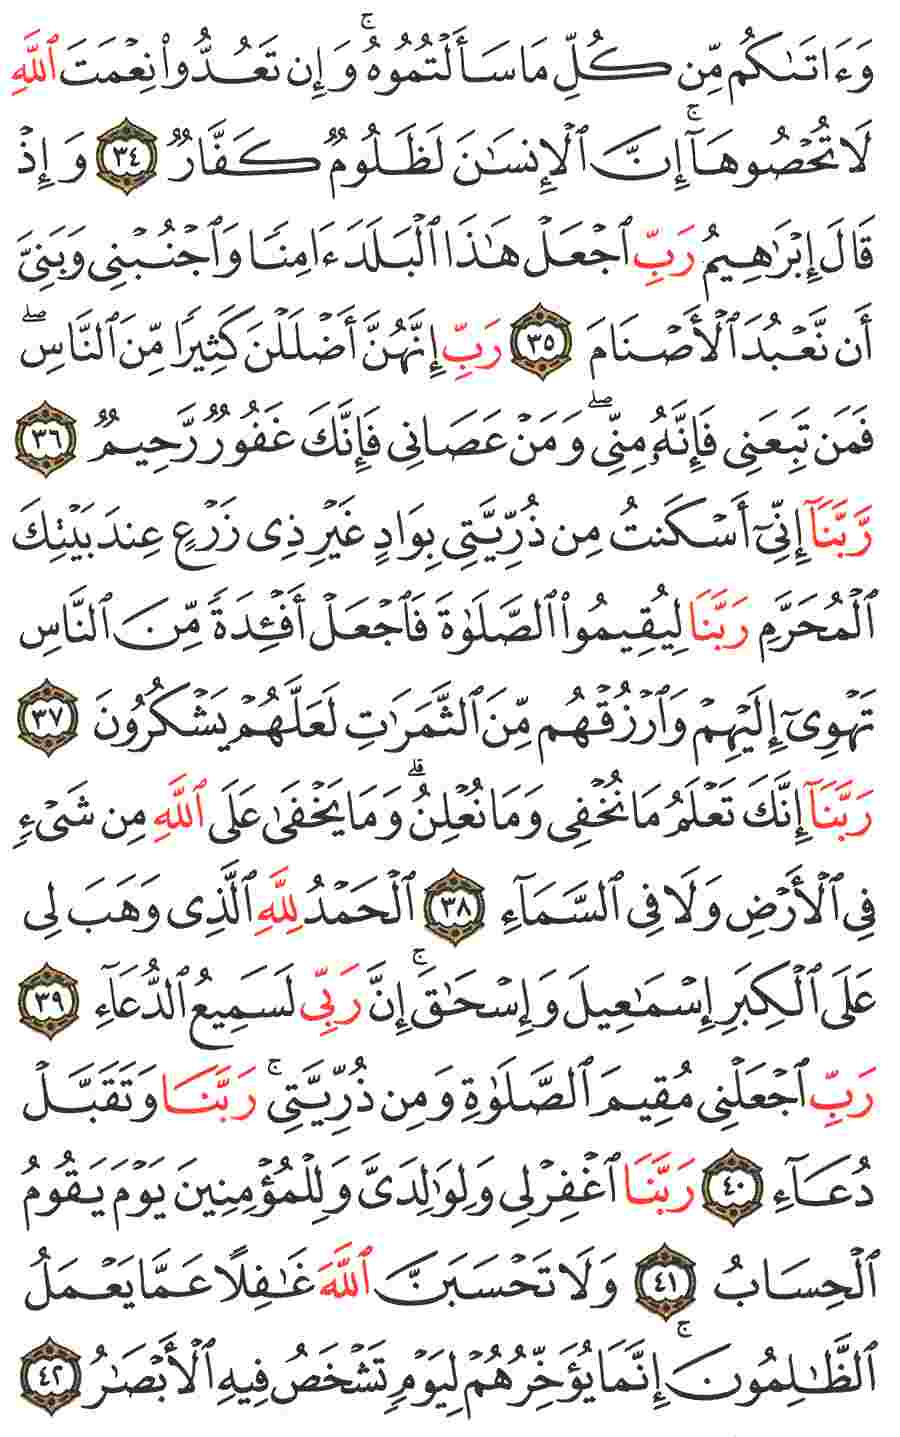 وَءَاتَىٰكُم مِّن كُلِّ مَا سَأَلْتُمُوهُ ۚ وَإِن تَعُدُّوا۟ نِعْمَتَ ٱللَّهِ
لَا تُحْصُوهَآ ۚ إِنَّ ٱلْإِنسَـٰنَ لَظَلُومٌ كَفَّارٌ ٣٤ وَإِذْ
قَالَ إِبْرَٰهِيمُ رَبِّ ٱجْعَلْ هَـٰذَا ٱلْبَلَدَ ءَامِنًا وَٱجْنُبْنِى وَبَنِىَّ
أَن نَّعْبُدَ ٱلْأَصْنَامَ ٣٥ رَبِّ إِنَّهُنَّ أَضْلَلْنَ كَثِيرًا مِّنَ ٱلنَّاسِ ۖ
فَمَن تَبِعَنِى فَإِنَّهُۥ مِنِّى ۖ وَمَنْ عَصَانِى فَإِنَّكَ غَفُورٌ رَّحِيمٌ ٣٦
رَّبَّنَآ إِنِّىٓ أَسْكَنتُ مِن ذُرِّيَّتِى بِوَادٍ غَيْرِ ذِى زَرْعٍ عِندَ بَيْتِكَ
ٱلْمُحَرَّمِ رَبَّنَا لِيُقِيمُوا۟ ٱلصَّلَوٰةَ فَٱجْعَلْ أَفْـِٔدَةً مِّنَ ٱلنَّاسِ
تَهْوِىٓ إِلَيْهِمْ وَٱرْزُقْهُم مِّنَ ٱلثَّمَرَٰتِ لَعَلَّهُمْ يَشْكُرُونَ ٣٧
رَبَّنَآ إِنَّكَ تَعْلَمُ مَا نُخْفِى وَمَا نُعْلِنُ ۗ وَمَا يَخْفَىٰ عَلَى ٱللَّهِ مِن شَىْءٍ
فِى ٱلْأَرْضِ وَلَا فِى ٱلسَّمَآءِ ٣٨ ٱلْحَمْدُ لِلَّهِ ٱلَّذِى وَهَبَ لِى
عَلَى ٱلْكِبَرِ إِسْمَـٰعِيلَ وَإِسْحَـٰقَ ۚ إِنَّ رَبِّى لَسَمِيعُ ٱلدُّعَآءِ ٣٩
رَبِّ ٱجْعَلْنِى مُقِيمَ ٱلصَّلَوٰةِ وَمِن ذُرِّيَّتِى ۚ رَبَّنَا وَتَقَبَّلْ
دُعَآءِ ٤٠ رَبَّنَا ٱغْفِرْ لِى وَلِوَٰلِدَىَّ وَلِلْمُؤْمِنِينَ يَوْمَ يَقُومُ
ٱلْحِسَابُ ٤١ وَلَا تَحْسَبَنَّ ٱللَّهَ غَـٰفِلًا عَمَّا يَعْمَلُ
ٱلظَّـٰلِمُونَ ۚ إِنَّمَا يُؤَخِّرُهُمْ لِيَوْمٍ تَشْخَصُ فِيهِ ٱلْأَبْصَـٰرُ ٤٢